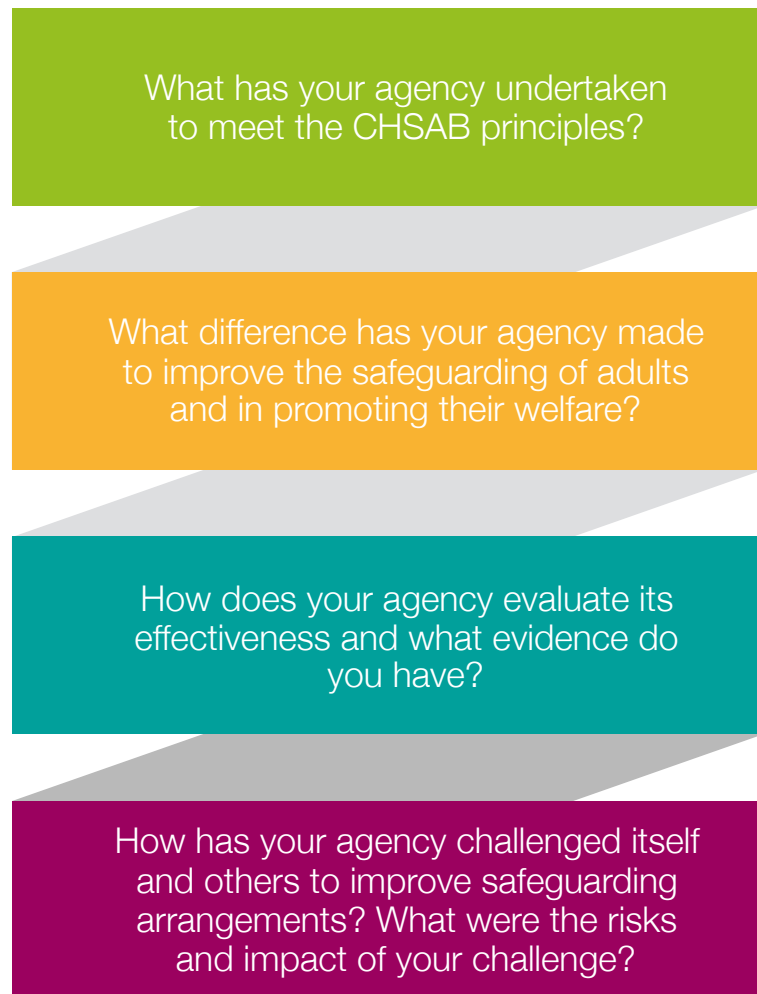 What has your agency undertaken
to meet the CHSAB principles?
What difference has your agency made
to improve the safeguarding of adults
and in promoting their welfare?
How does your agency evaluate its
effectiveness and what evidence do
you have?
How has your agency challenged itself
and others to improve safeguarding
arrangements? What were the risks
and impact of your challenge?